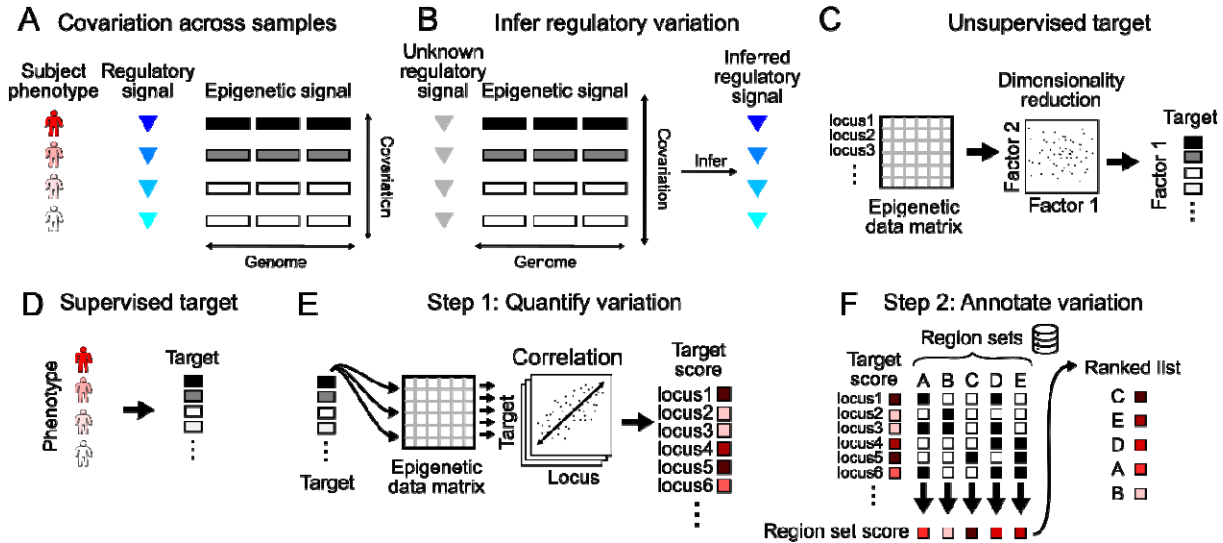 A Covariation across samples
Subject
phenotype
Regulatory
signal
Epigenetic signal
Covariation
Genome
B Infer regulatory variation
Unknown
regulatory
signal
Epigenetic signal
Covariation
Genome
Infer
Inferred
regulatory
signal
C Unsupervised target
locus1
locus2
locus3
Epigenetic
data matrix
Dimensionality
reduction
Factor 2
Factor 1
Target
Factor 1
D Supervised target
Phenotype
Target
E Step 1: Quantify variation
Target
Epigenetic
data matrix
Correlation
Target
Locus
Target
score
locus1
locus2
locus3
locus4
locus5
locus6
F Step 2: Annotate variation
Region sets
Target
score
A B C D E
locus1
locus2
locus3
locus4
locus5
locus6
Region set score
Ranked list
C
E
D
A
B